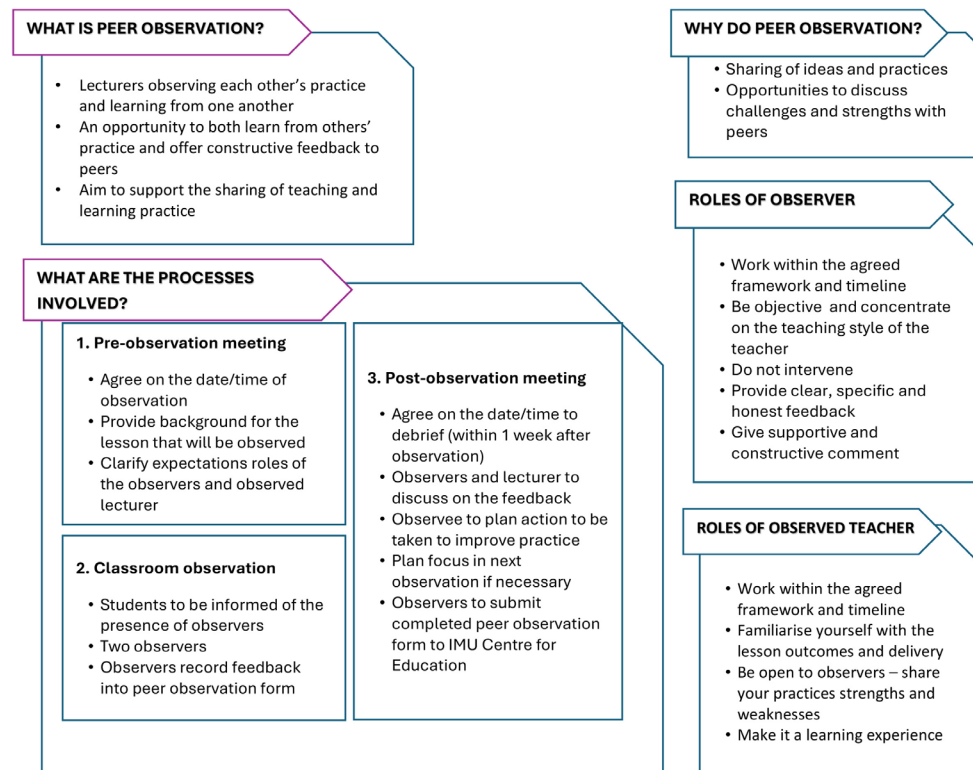 WHAT IS PEER OBSERVATION?
• Lecturers observing each other's practice
and learning from one another
• An opportunity to both learn from others'
practice and offer constructive feedback to
peers
• Aim to support the sharing of teaching and
learning practice
WHAT ARE THE PROCESSES
INVOLVED?
1. Pre-observation meeting
• Agree on the date/time of
observation
• Provide background for the
lesson that will be observed
• Clarify expectations roles of
the observers and observed
lecturer
2. Classroom observation
• Students to be informed of the
presence of observers
• Two observers
• Observers record feedback
into peer observation form
3. Post-observation meeting
• Agree on the date/time to
debrief (within 1 week after
observation)
• Observers and lecturer to
discuss on the feedback
• Observee to plan action to be
taken to improve practice
• Plan focus in next
observation if necessary
• Observers to submit
completed peer observation
form to IMU Centre for
Education
WHY DO PEER OBSERVATION?
• Sharing of ideas and practices
• Opportunities to discuss
challenges and strengths with
peers
ROLES OF OBSERVER
• Work within the agreed
framework and timeline
• Be objective and concentrate
on the teaching style of the
teacher
• Do not intervene
• Provide clear, specific and
honest feedback
• Give supportive and
constructive comment
ROLES OF OBSERVED TEACHER
• Work within the agreed
framework and timeline
• Familiarise yourself with the
lesson outcomes and delivery
• Be open to observers – share
your practices strengths and
weaknesses
• Make it a learning experience